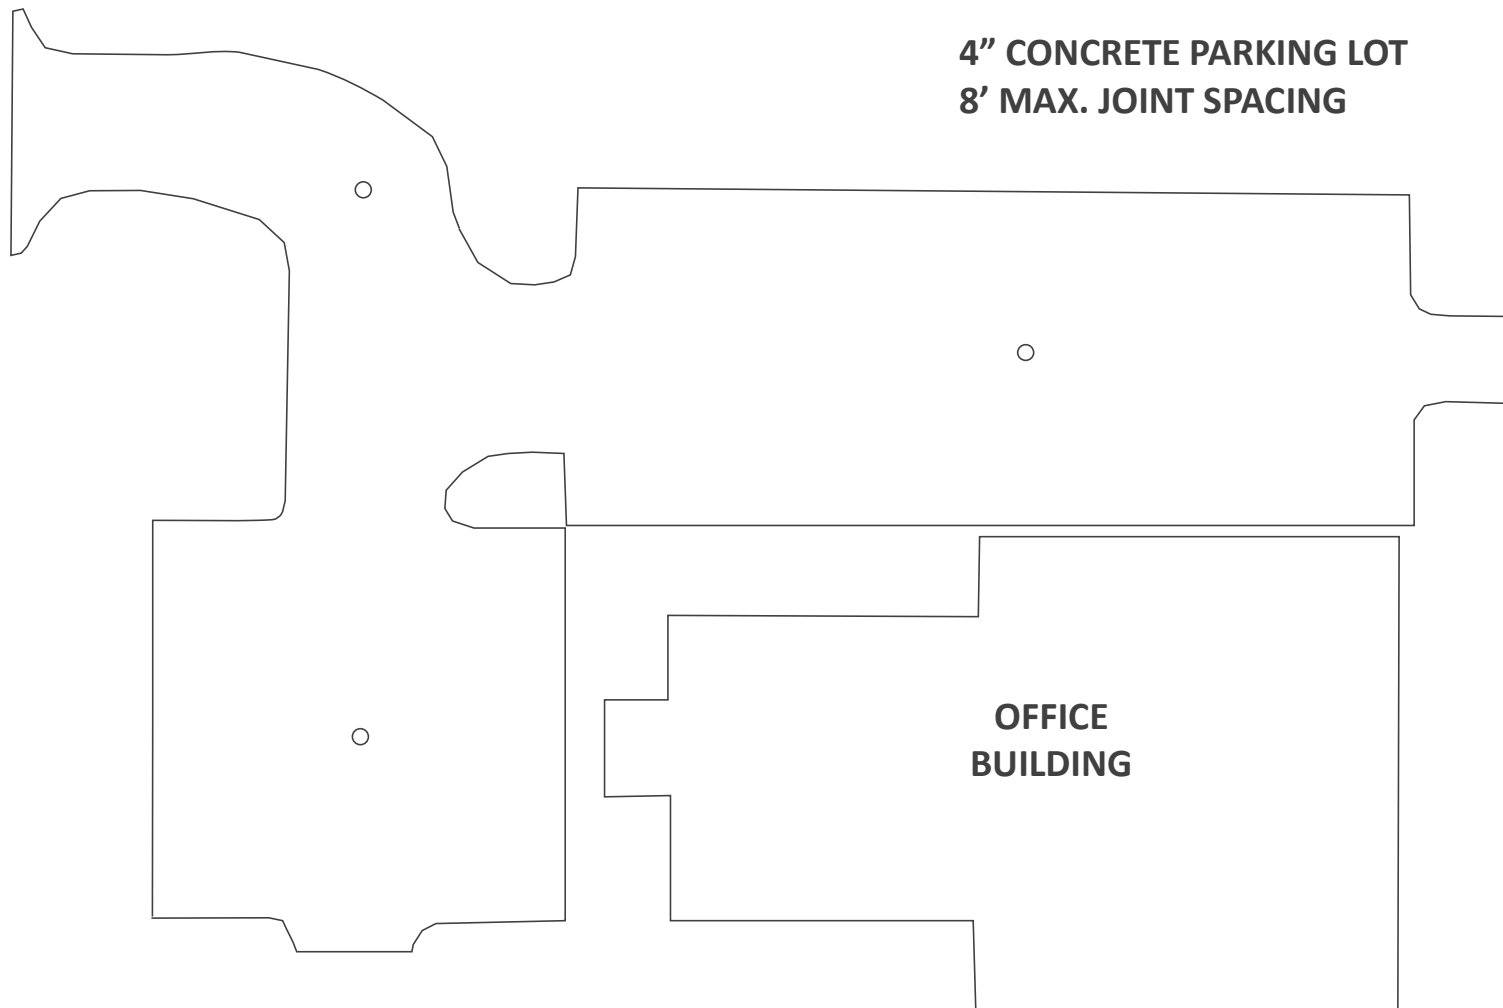 4” CONCRETE PARKING LOT
8’ MAX. JOINT SPACING
OFFICE
BUILDING